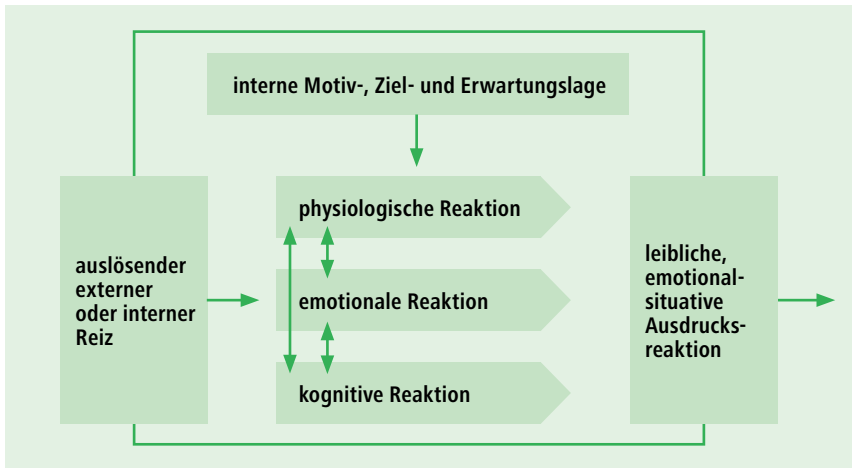 interne Motiv-, Ziel- und Erwartungslage
auslösender
externer
oder interner
Reiz
physiologische Reaktion
emotionale Reaktion
kognitive Reaktion
leibliche,
emotional-
situative
Ausdrucks-
reaktion